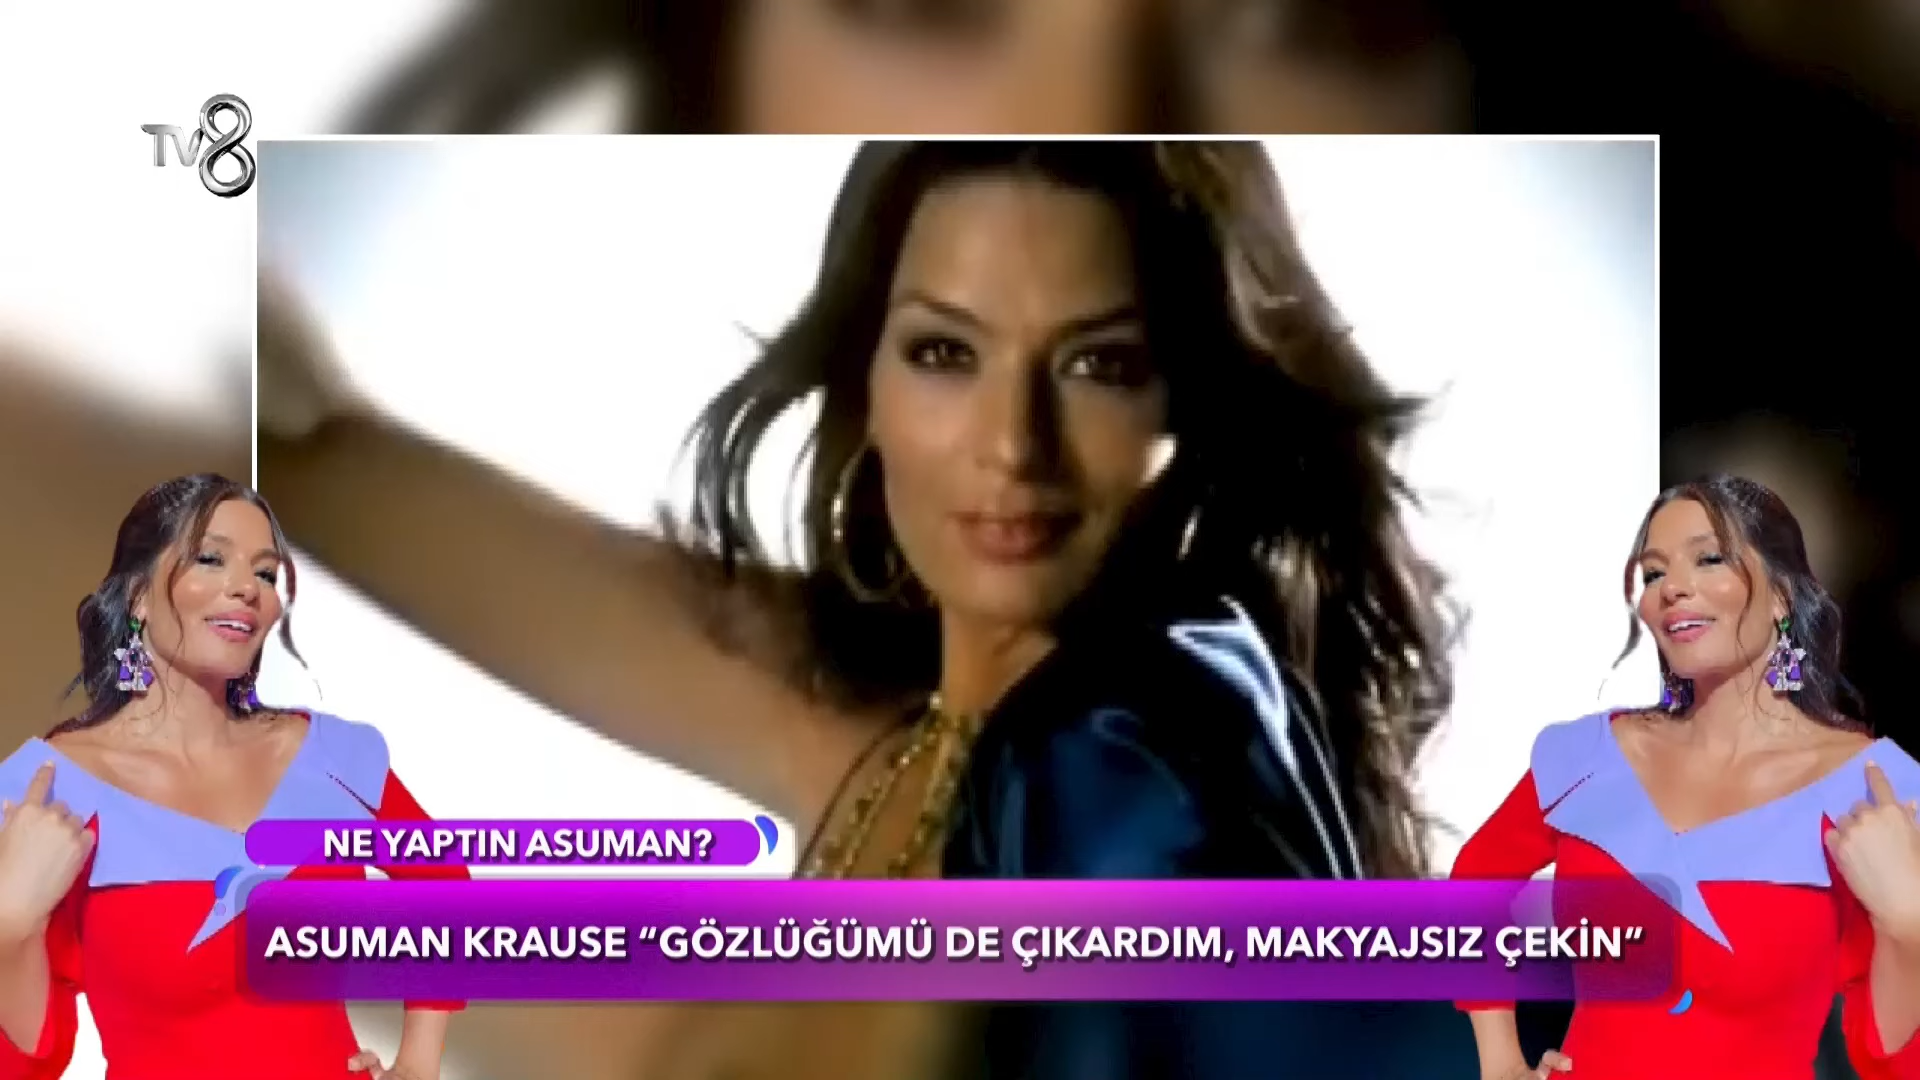 TV8
NE YAPTIN ASUMAN?
ASUMAN KRAUSE “GÖZLÜĞÜMÜ DE ÇIKARDIM, MAKYAJSIZ ÇEKİN”